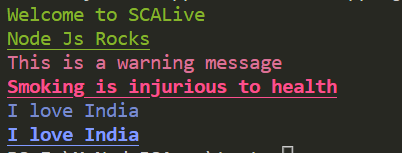 Welcome to SCALive
Node Js Rocks
This is a warning message
Smoking is injurious to health
I love India
I love India